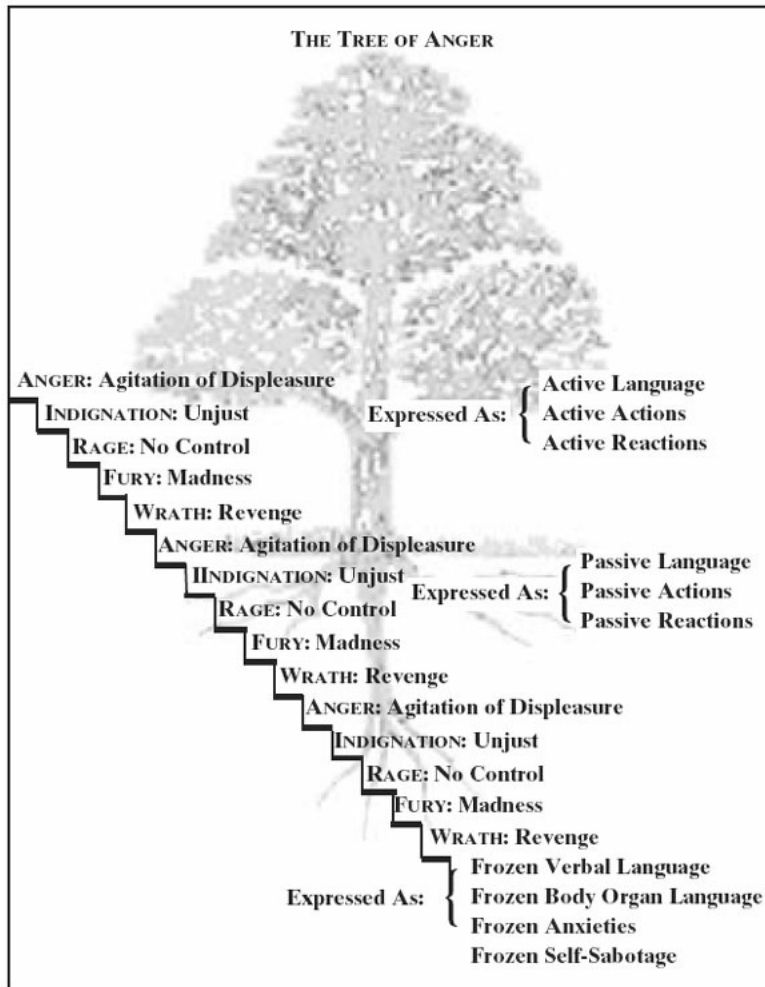 THE TREE OF ANGER
ANGER: Agitation of Displeasure
INDIGNATION: Unjust
RAGE: No Control
FURY: Madness
WRATH: Revenge
Expressed As:
Active Language
Active Actions
Active Reactions
ANGER: Agitation of Displeasure
IINDIGNATION: Unjust
RAGE: No Control
FURY: Madness
WRATH: Revenge
Expressed As:
Passive Language
Passive Actions
Passive Reactions
ANGER: Agitation of Displeasure
INDIGNATION: Unjust
RAGE: No Control
FURY: Madness
WRATH: Revenge
Expressed As:
Frozen Verbal Language
Frozen Body Organ Language
Frozen Anxieties
Frozen Self-Sabotage